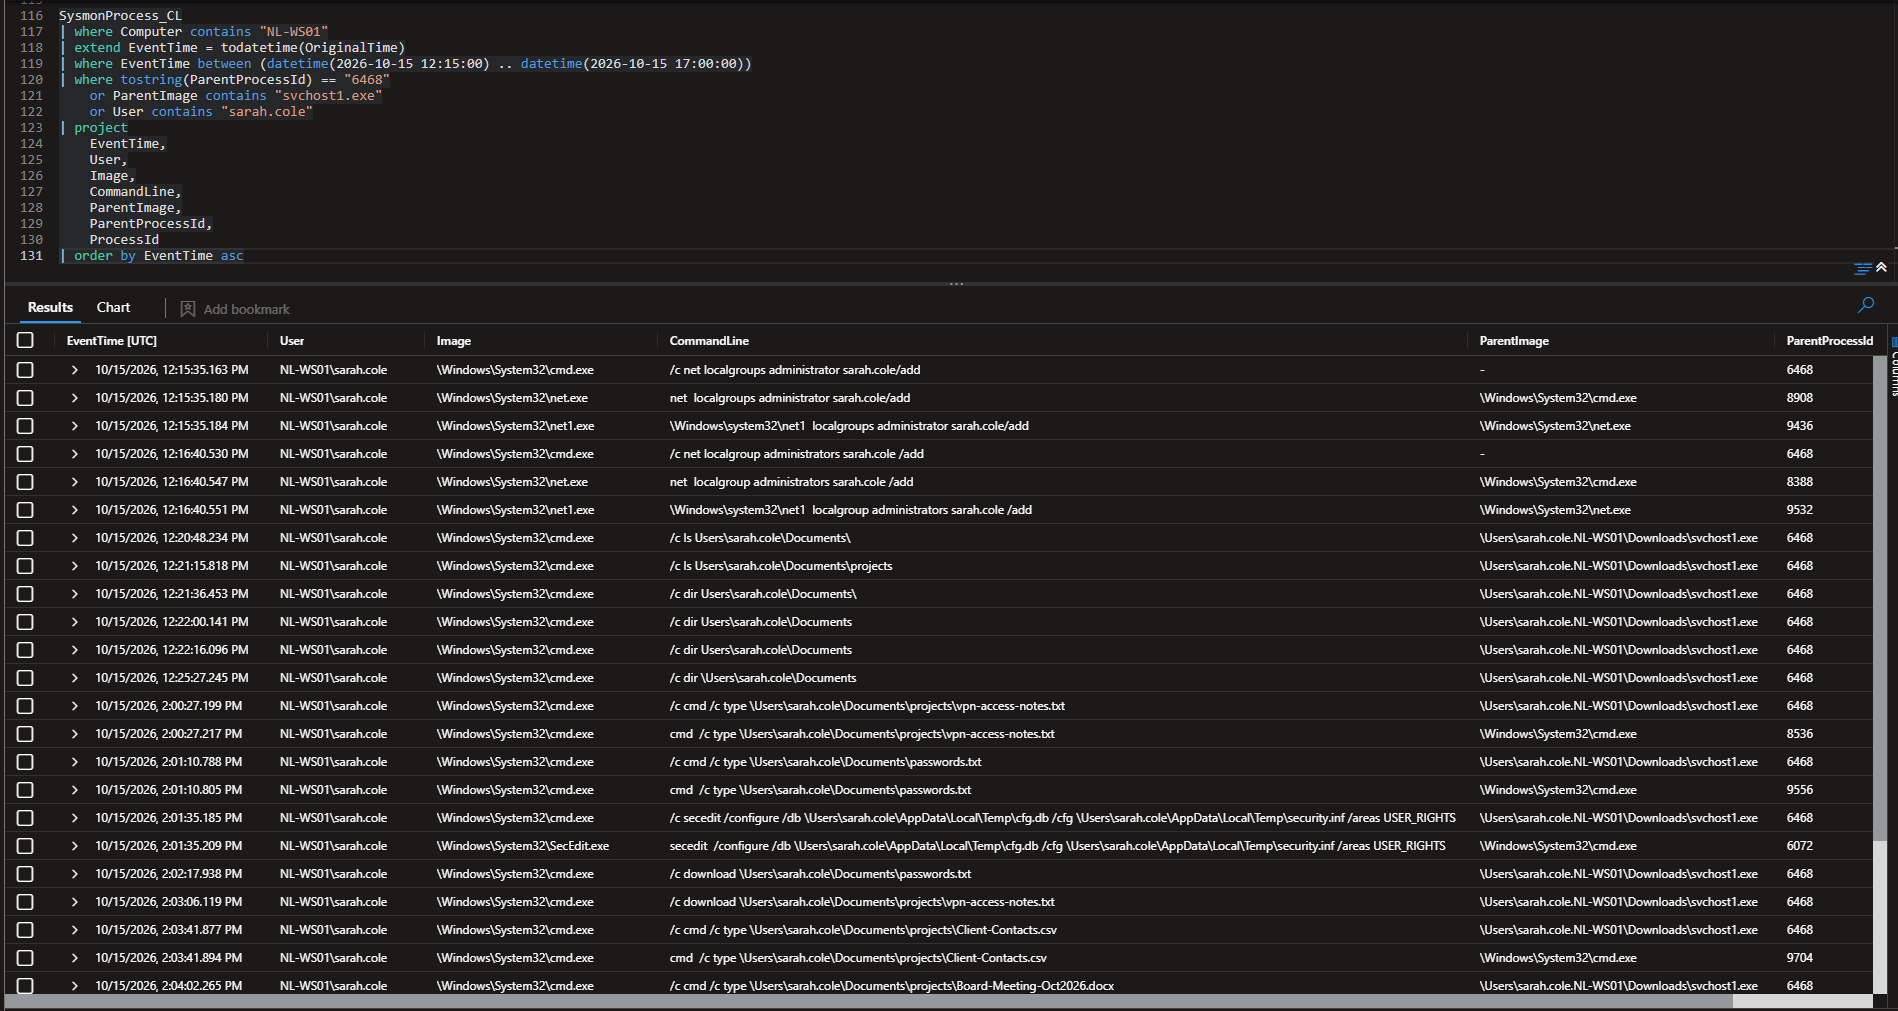 116 SysmonProcess_CL
117 | where Computer contains "NL-WS01"
118 | extend EventTime = todatetime(OriginalTime)
119 | where EventTime between (datetime(2026-10-15 12:15:00) .. datetime(2026-10-15 17:00:00))
120 | where tostring(ParentProcessId) == "6468"
121 or ParentImage contains "svchost1.exe"
122 or User contains "sarah.cole"
123 | project
124 EventTime,
125 User,
126 Image,
127 CommandLine,
128 ParentImage,
129 ParentProcessId,
130 ProcessId
131 | order by EventTime asc
Results Chart Add bookmark
EventTime [UTC] User Image CommandLine ParentImage ParentProcessId
Columns
10/15/2026, 12:15:35.163 PM NL-WS01\sarah.cole \Windows\System32\cmd.exe /c net localgroups administrator sarah.cole/add - 6468
10/15/2026, 12:15:35.180 PM NL-WS01\sarah.cole \Windows\System32\net.exe net localgroups administrator sarah.cole/add \Windows\System32\cmd.exe 8908
10/15/2026, 12:15:35.184 PM NL-WS01\sarah.cole \Windows\System32\net1.exe \Windows\system32\net1 localgroups administrator sarah.cole/add \Windows\System32\net.exe 9436
10/15/2026, 12:16:40.530 PM NL-WS01\sarah.cole \Windows\System32\cmd.exe /c net localgroup administrators sarah.cole /add - 6468
10/15/2026, 12:16:40.547 PM NL-WS01\sarah.cole \Windows\System32\net.exe net localgroup administrators sarah.cole /add \Windows\System32\cmd.exe 8388
10/15/2026, 12:16:40.551 PM NL-WS01\sarah.cole \Windows\System32\net1.exe \Windows\system32\net1 localgroup administrators sarah.cole /add \Windows\System32\net.exe 9532
10/15/2026, 12:20:48.234 PM NL-WS01\sarah.cole \Windows\System32\cmd.exe /c ls Users\sarah.cole\Documents\ \Users\sarah.cole.NL-WS01\Downloads\svchost1.exe 6468
10/15/2026, 12:21:15.818 PM NL-WS01\sarah.cole \Windows\System32\cmd.exe /c ls Users\sarah.cole\Documents\projects \Users\sarah.cole.NL-WS01\Downloads\svchost1.exe 6468
10/15/2026, 12:21:36.453 PM NL-WS01\sarah.cole \Windows\System32\cmd.exe /c dir Users\sarah.cole\Documents\ \Users\sarah.cole.NL-WS01\Downloads\svchost1.exe 6468
10/15/2026, 12:22:00.141 PM NL-WS01\sarah.cole \Windows\System32\cmd.exe /c dir Users\sarah.cole\Documents \Users\sarah.cole.NL-WS01\Downloads\svchost1.exe 6468
10/15/2026, 12:22:16.096 PM NL-WS01\sarah.cole \Windows\System32\cmd.exe /c dir Users\sarah.cole\Documents \Users\sarah.cole.NL-WS01\Downloads\svchost1.exe 6468
10/15/2026, 12:25:27.245 PM NL-WS01\sarah.cole \Windows\System32\cmd.exe /c dir \Users\sarah.cole\Documents \Users\sarah.cole.NL-WS01\Downloads\svchost1.exe 6468
10/15/2026, 2:00:27.199 PM NL-WS01\sarah.cole \Windows\System32\cmd.exe /c cmd /c type \Users\sarah.cole\Documents\projects\vpn-access-notes.txt \Users\sarah.cole.NL-WS01\Downloads\svchost1.exe 6468
10/15/2026, 2:00:27.217 PM NL-WS01\sarah.cole \Windows\System32\cmd.exe cmd /c type \Users\sarah.cole\Documents\projects\vpn-access-notes.txt \Windows\System32\cmd.exe 8536
10/15/2026, 2:01:10.788 PM NL-WS01\sarah.cole \Windows\System32\cmd.exe /c cmd /c type \Users\sarah.cole\Documents\passwords.txt \Users\sarah.cole.NL-WS01\Downloads\svchost1.exe 6468
10/15/2026, 2:01:10.805 PM NL-WS01\sarah.cole \Windows\System32\cmd.exe cmd /c type \Users\sarah.cole\Documents\passwords.txt \Windows\System32\cmd.exe 9556
10/15/2026, 2:01:35.185 PM NL-WS01\sarah.cole \Windows\System32\cmd.exe /c secedit /configure /db \Users\sarah.cole\AppData\Local\Temp\cfg.db /cfg \Users\sarah.cole\AppData\Local\Temp\security.inf /areas USER_RIGHTS \Users\sarah.cole.NL-WS01\Downloads\svchost1.exe 6468
10/15/2026, 2:01:35.209 PM NL-WS01\sarah.cole \Windows\System32\SecEdit.exe secedit /configure /db \Users\sarah.cole\AppData\Local\Temp\cfg.db /cfg \Users\sarah.cole\AppData\Local\Temp\security.inf /areas USER_RIGHTS \Windows\System32\cmd.exe 6072
10/15/2026, 2:02:17.938 PM NL-WS01\sarah.cole \Windows\System32\cmd.exe /c download \Users\sarah.cole\Documents\passwords.txt \Users\sarah.cole.NL-WS01\Downloads\svchost1.exe 6468
10/15/2026, 2:03:06.119 PM NL-WS01\sarah.cole \Windows\System32\cmd.exe /c download \Users\sarah.cole\Documents\projects\vpn-access-notes.txt \Users\sarah.cole.NL-WS01\Downloads\svchost1.exe 6468
10/15/2026, 2:03:41.877 PM NL-WS01\sarah.cole \Windows\System32\cmd.exe /c cmd /c type \Users\sarah.cole\Documents\projects\Client-Contacts.csv \Users\sarah.cole.NL-WS01\Downloads\svchost1.exe 6468
10/15/2026, 2:03:41.894 PM NL-WS01\sarah.cole \Windows\System32\cmd.exe cmd /c type \Users\sarah.cole\Documents\projects\Client-Contacts.csv \Windows\System32\cmd.exe 9704
10/15/2026, 2:04:02.265 PM NL-WS01\sarah.cole \Windows\System32\cmd.exe /c cmd /c type \Users\sarah.cole\Documents\projects\Board-Meeting-Oct2026.docx \Users\sarah.cole.NL-WS01\Downloads\svchost1.exe 6468